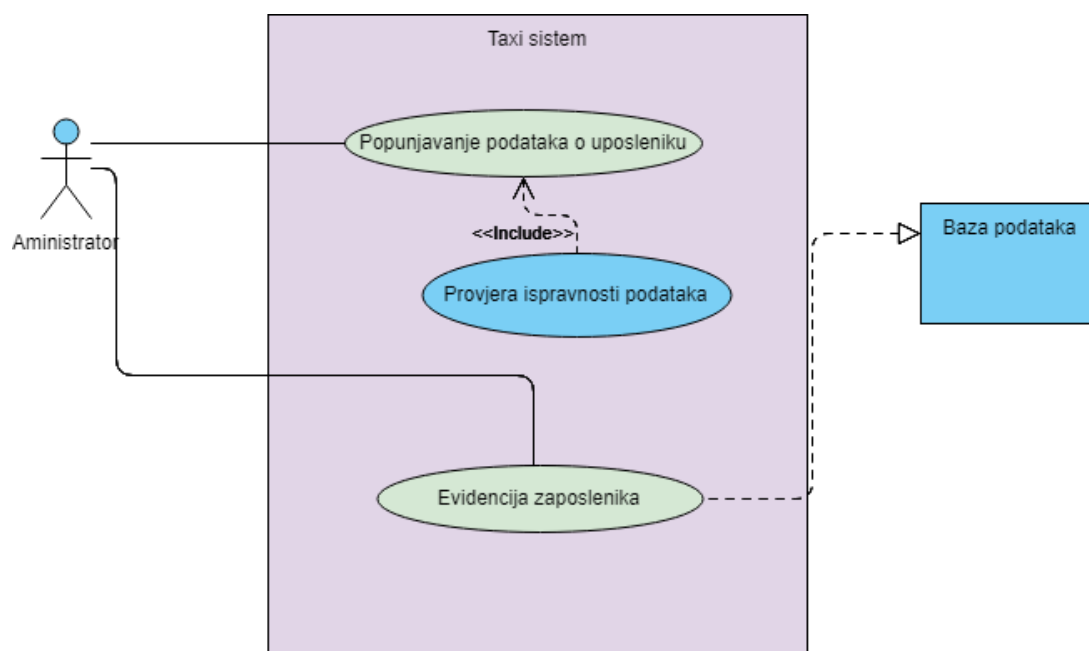 Taxi sistem
Popunjavanje podataka o uposleniku
<<Include>>
Aministrator
Baza podataka
Provjera ispravnosti podataka
Evidencija zaposlenika